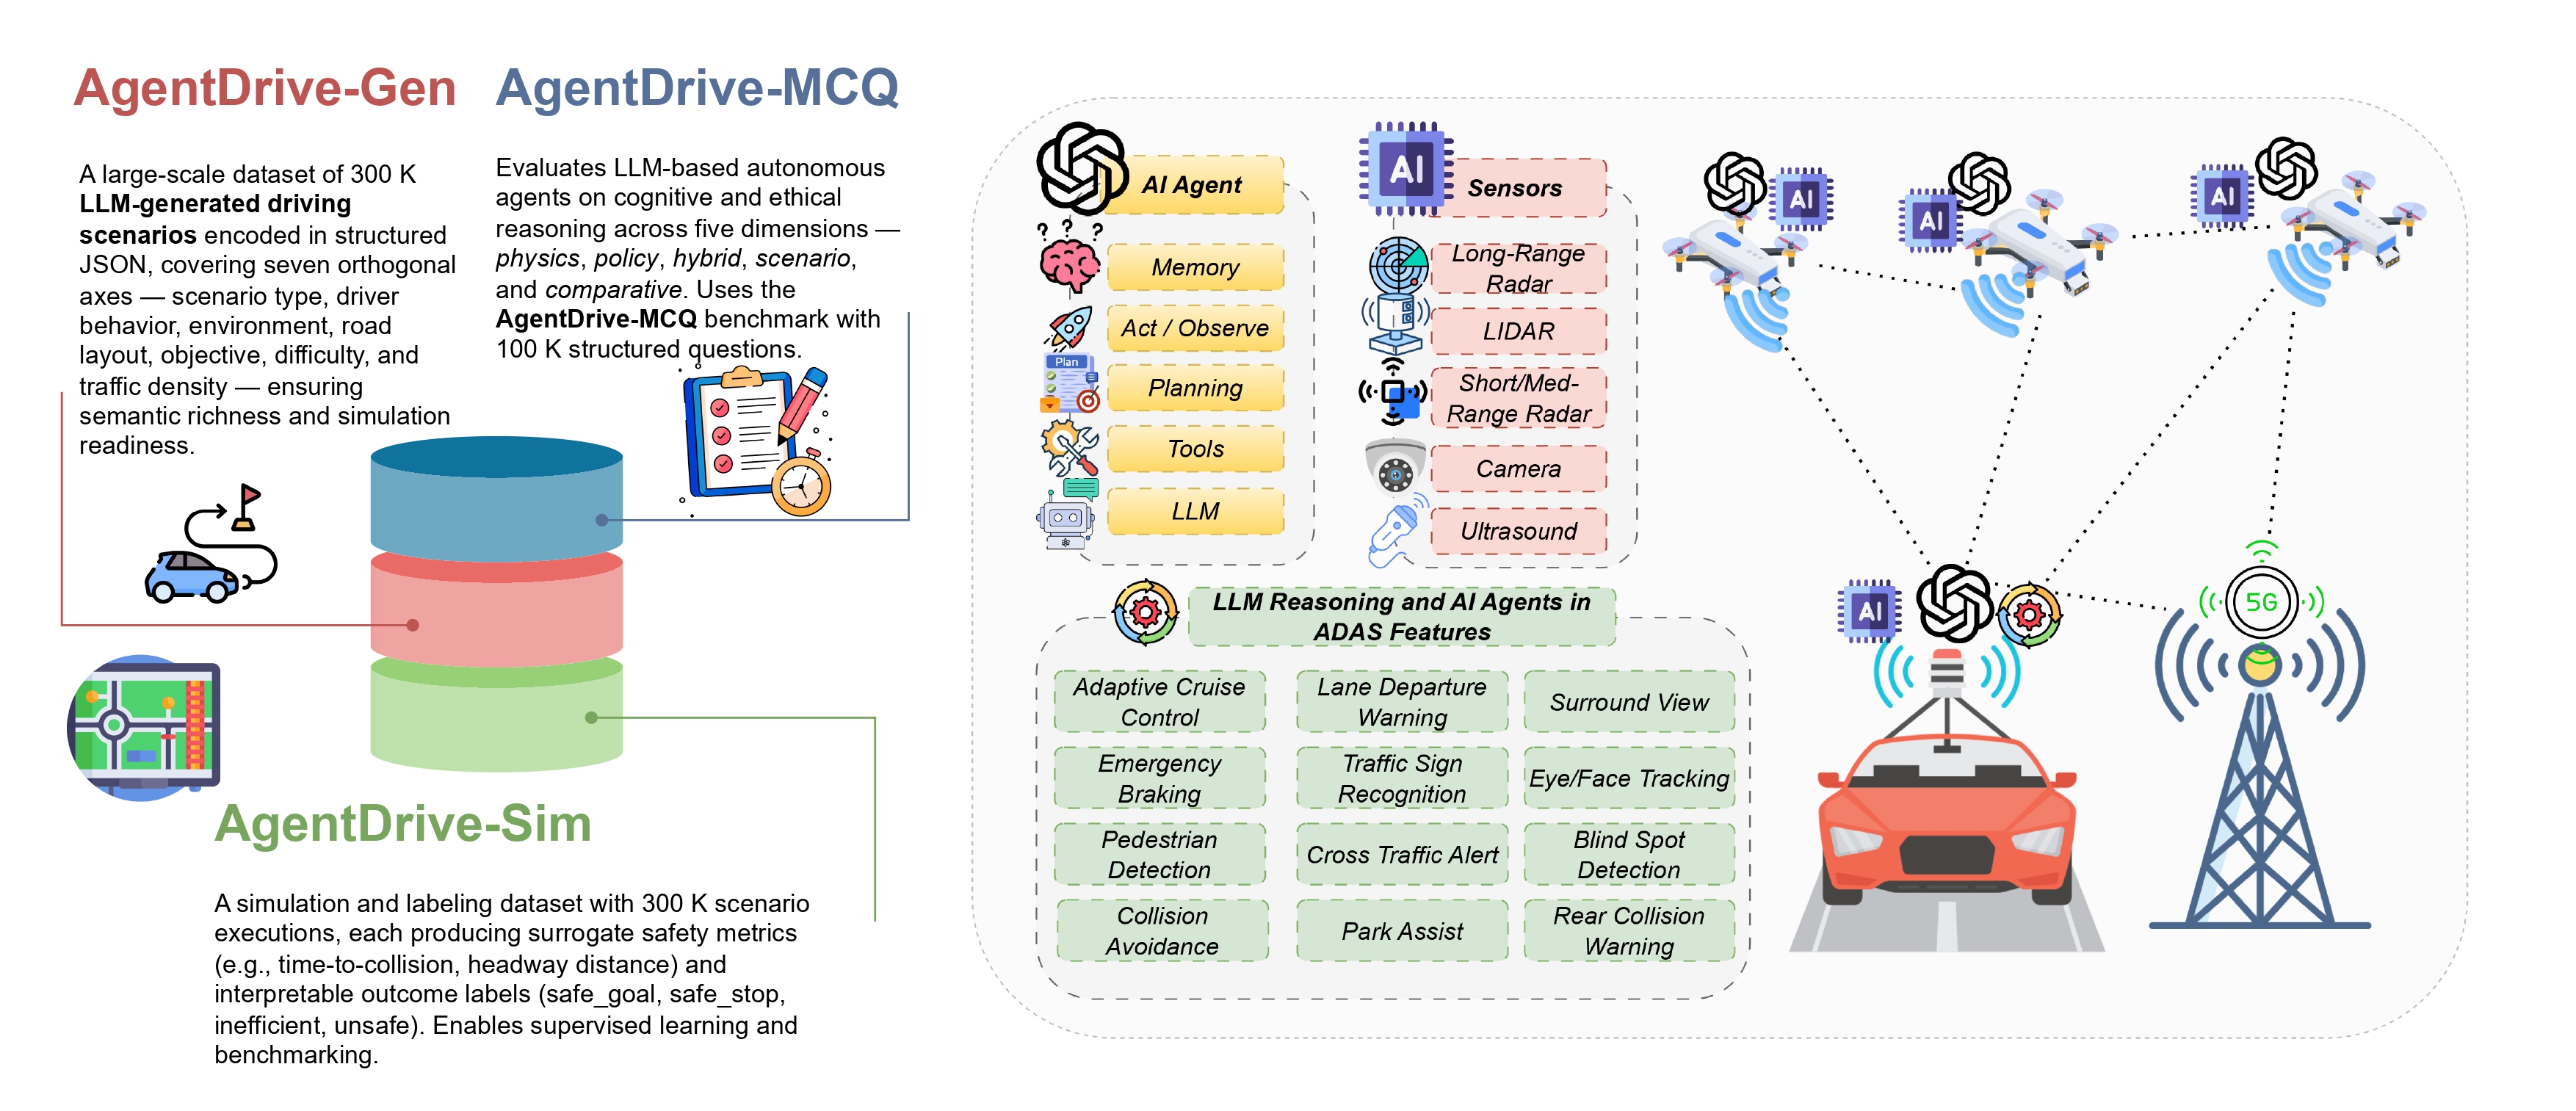 AgentDrive-Gen
A large-scale dataset of 300 K
LLM-generated driving
scenarios encoded in structured
JSON, covering seven orthogonal
axes — scenario type, driver
behavior, environment, road
layout, objective, difficulty, and
traffic density — ensuring
semantic richness and simulation
readiness.
AgentDrive-MCQ
Evaluates LLM-based autonomous
agents on cognitive and ethical
reasoning across five dimensions —
physics, policy, hybrid, scenario,
and comparative. Uses the
AgentDrive-MCQ benchmark with
100 K structured questions.
AgentDrive-Sim
A simulation and labeling dataset with 300 K scenario
executions, each producing surrogate safety metrics
(e.g., time-to-collision, headway distance) and
interpretable outcome labels (safe_goal, safe_stop,
inefficient, unsafe). Enables supervised learning and
benchmarking.
AI Agent
? ? ?
Memory
Act / Observe
Plan
Planning
Tools
LLM
AI
Sensors
Long-Range
Radar
LIDAR
Short/Med-
Range Radar
Camera
Ultrasound
LLM Reasoning and AI Agents in
ADAS Features
Adaptive Cruise
Control
Lane Departure
Warning
Surround View
Emergency
Braking
Traffic Sign
Recognition
Eye/Face Tracking
Pedestrian
Detection
Cross Traffic Alert
Blind Spot
Detection
Collision
Avoidance
Park Assist
Rear Collision
Warning
AI
AI
AI
AI
5G